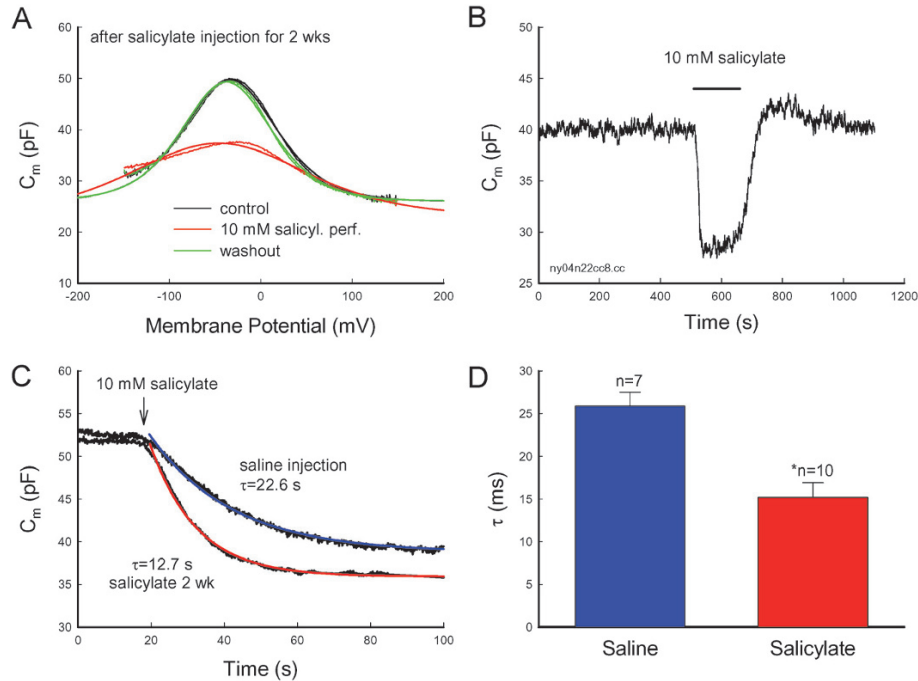 A
after salicylate injection for 2 wks
60
50
40
30
20
10
C_m (pF)
control
10 mM salicyl. perf.
washout
-200 -100 0 100 200
Membrane Potential (mV)
B
10 mM salicylate
50
45
40
35
30
25
C_m (pF)
ny04n22cc8.cc
0 200 400 600 800 1000 1200
Time (s)
C
10 mM salicylate
60
55
50
45
40
35
30
C_m (pF)
saline injection
τ=22.6 s
τ=12.7 s
salicylate 2 wk
0 20 40 60 80 100
Time (s)
D
30
25
20
15
10
5
0
τ (ms)
n=7
*n=10
Saline Salicylate